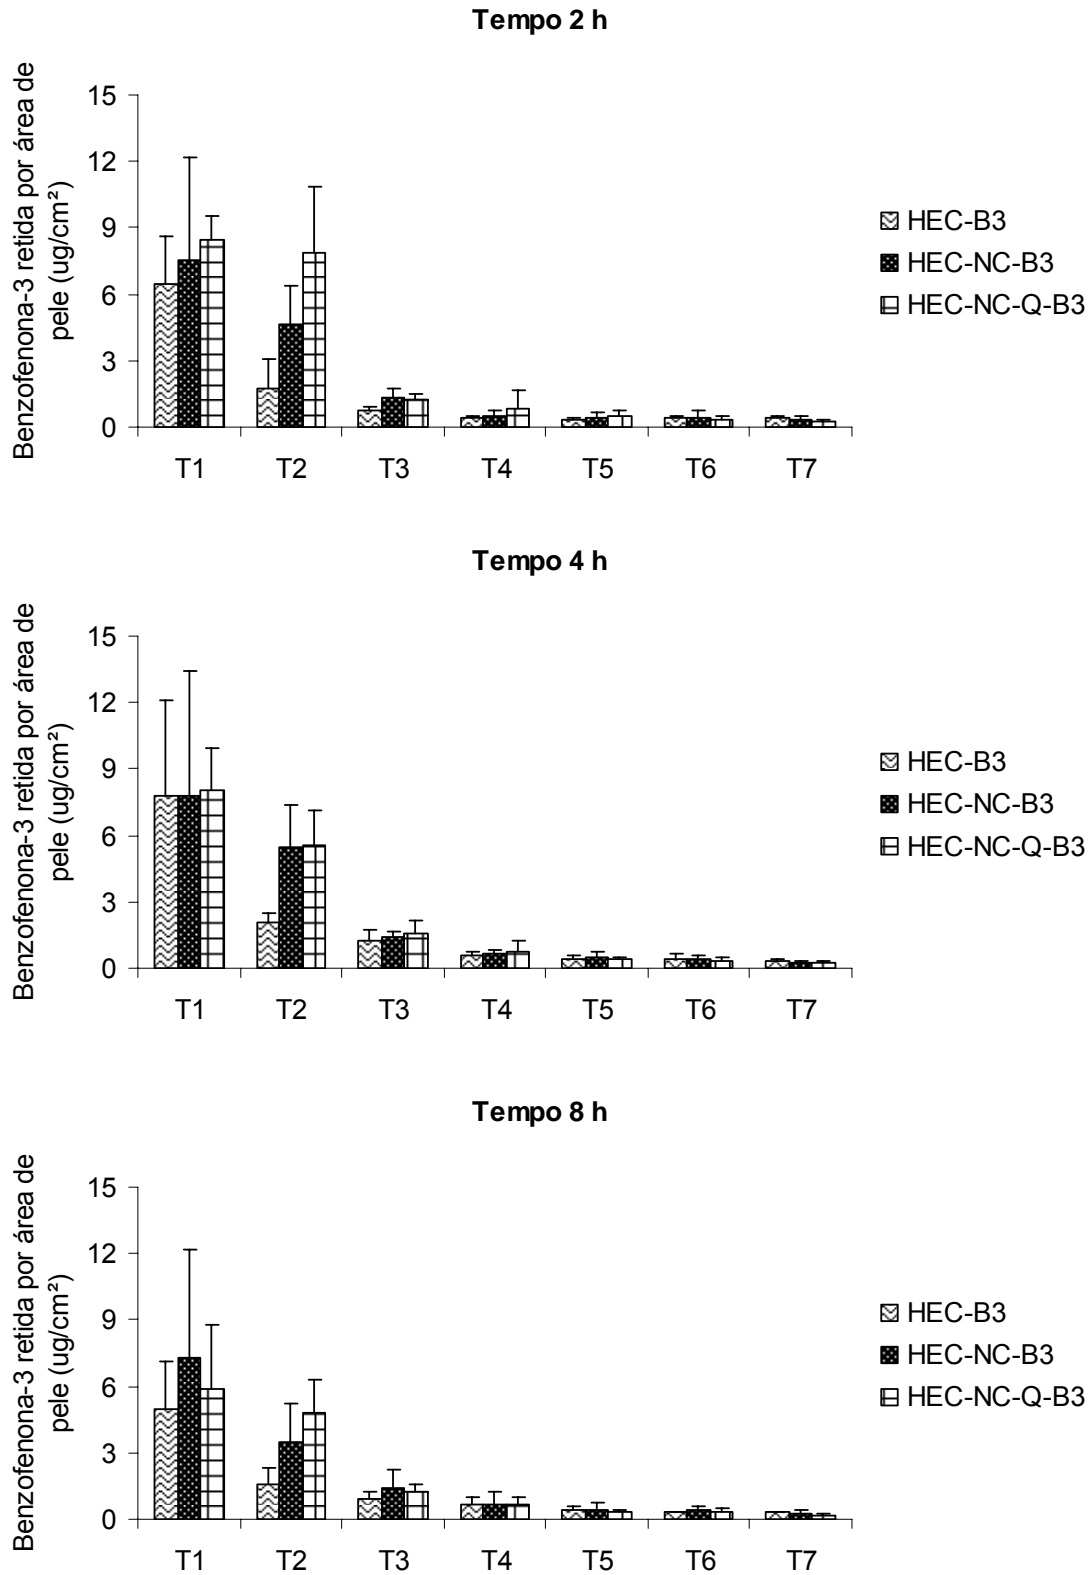 Tempo 2 h
Benzofenona-3 retida por área de
pele (ug/cm²)
15
12
9
6
3
0
T1 T2 T3 T4 T5 T6 T7
HEC-B3
HEC-NC-B3
HEC-NC-Q-B3
Tempo 4 h
Benzofenona-3 retida por área de
pele (ug/cm²)
15
12
9
6
3
0
T1 T2 T3 T4 T5 T6 T7
HEC-B3
HEC-NC-B3
HEC-NC-Q-B3
Tempo 8 h
Benzofenona-3 retida por área de
pele (ug/cm²)
15
12
9
6
3
0
T1 T2 T3 T4 T5 T6 T7
HEC-B3
HEC-NC-B3
HEC-NC-Q-B3